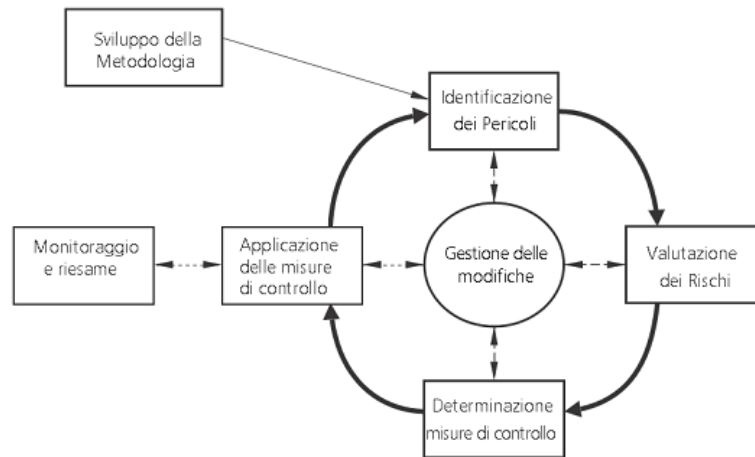 Sviluppo della
Metodologia
Identificazione
dei Pericoli
Monitoraggio
e riesame
Applicazione
delle misure
di controllo
Gestione delle
modifiche
Valutazione
dei Rischi
Determinazione
misure di controllo